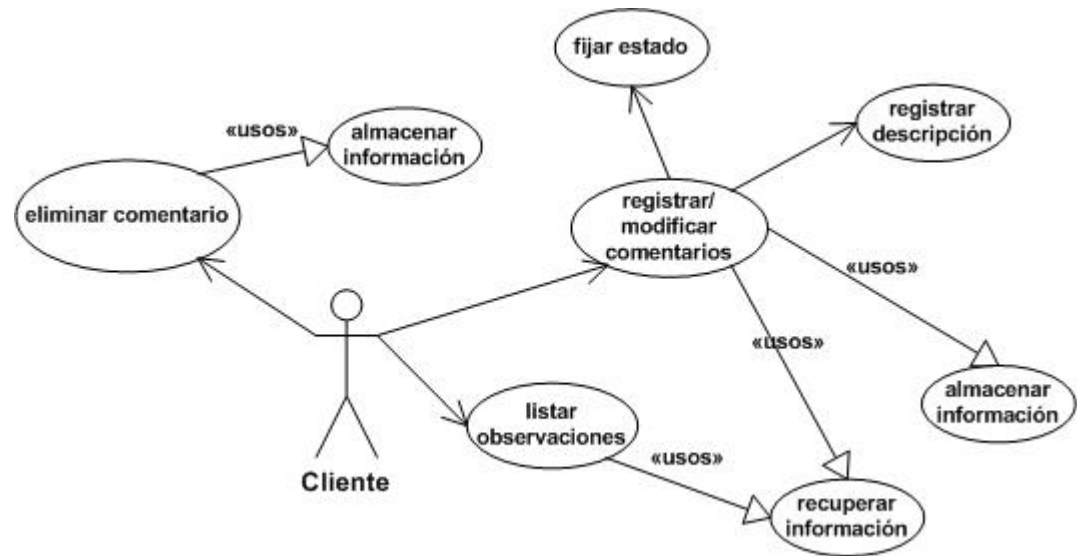 fijar estado
registrar
descripción
«usos»
almacenar
información
eliminar comentario
registrar/
modificar
comentarios
«usos»
«usos»
almacenar
información
listar
observaciones
«usos»
Cliente
recuperar
información